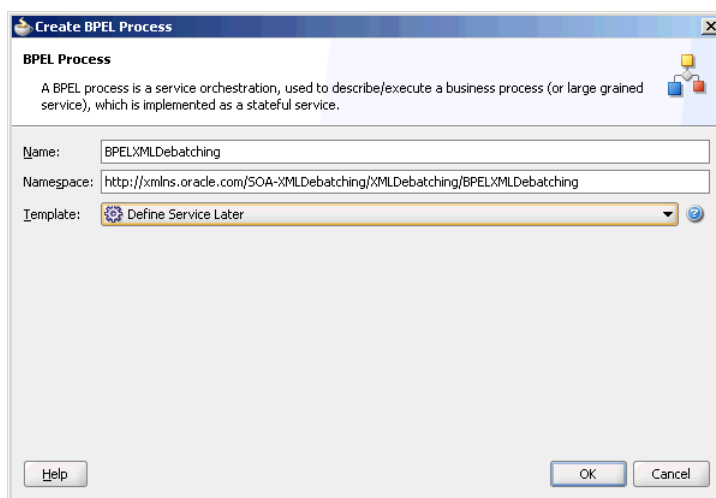 Create BPEL Process
BPEL Process
A BPEL process is a service orchestration, used to describe/execute a business process (or large grained
service), which is implemented as a stateful service.
Name: BPELXMLDebatching
Namespace: http://xmlns.oracle.com/SOA-XMLDebatching/XMLDebatching/BPELXMLDebatching
Template: Define Service Later
Help OK Cancel